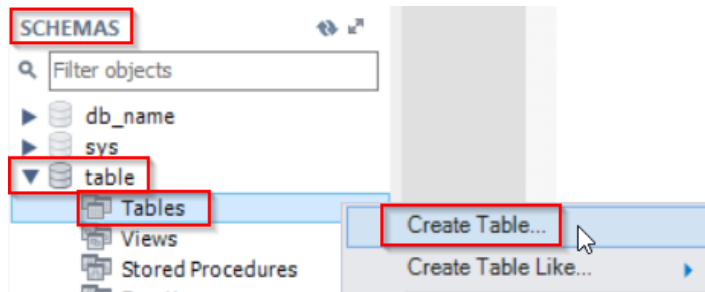 SCHEMAS
Filter objects
db_name
sys
table
Tables
Create Table...
Views
Stored Procedures
Create Table Like...